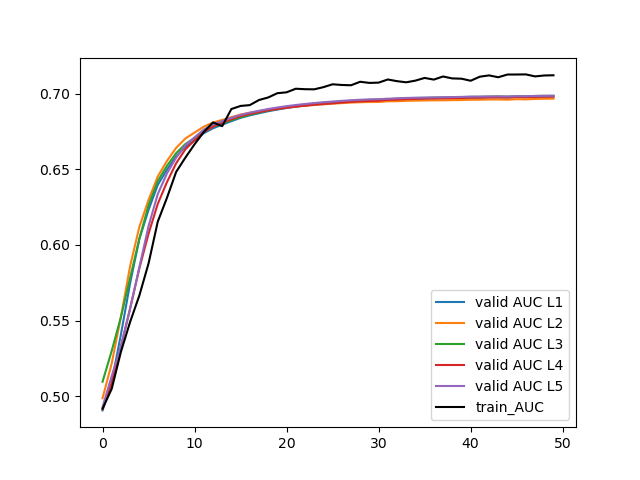 0.70
0.65
0.60
0.55
0.50
0 10 20 30 40 50
valid AUC L1
valid AUC L2
valid AUC L3
valid AUC L4
valid AUC L5
train_AUC